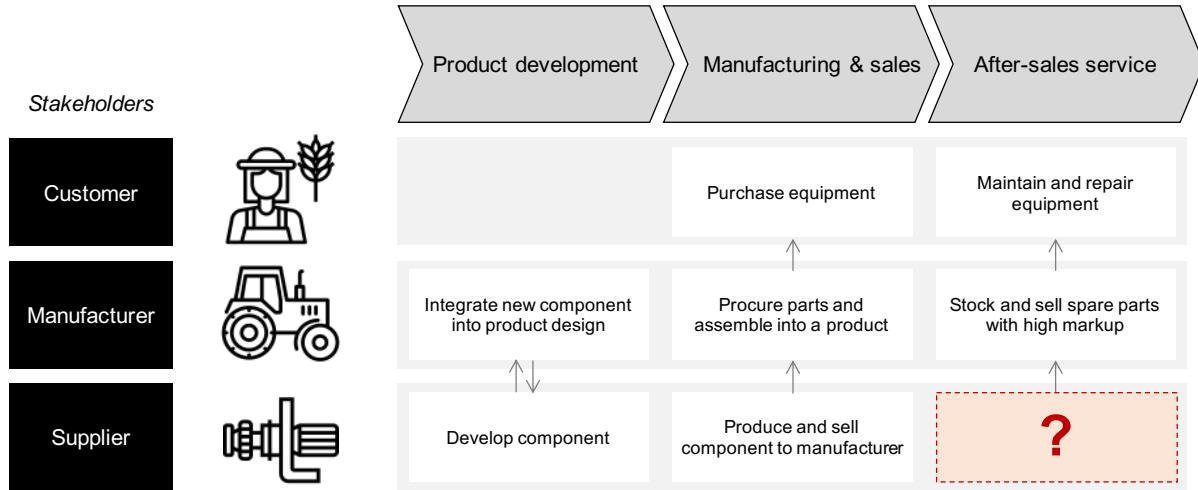 Product development
Manufacturing & sales
After-sales service
Stakeholders
Customer
Purchase equipment
Maintain and repair
equipment
Manufacturer
Integrate new component
into product design
Procure parts and
assemble into a product
Stock and sell spare parts
with high markup
Supplier
Develop component
Produce and sell
component to manufacturer
?